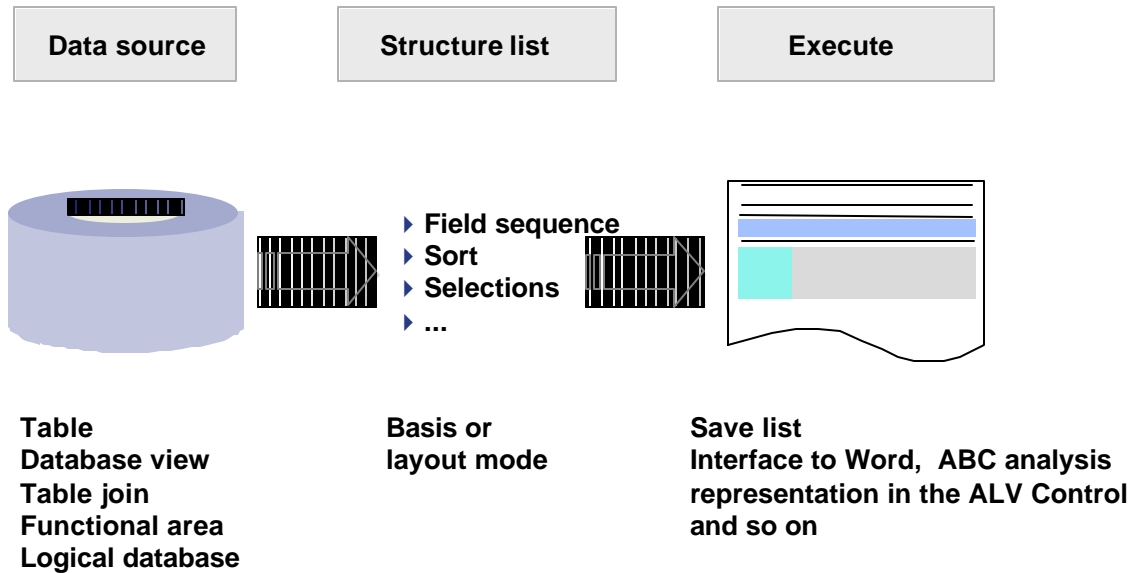 Data source
Structure list
Execute
Field sequence
Sort
Selections
...
Table
Database view
Table join
Functional area
Logical database
Basis or
layout mode
Save list
Interface to Word, ABC analysis
representation in the ALV Control
and so on